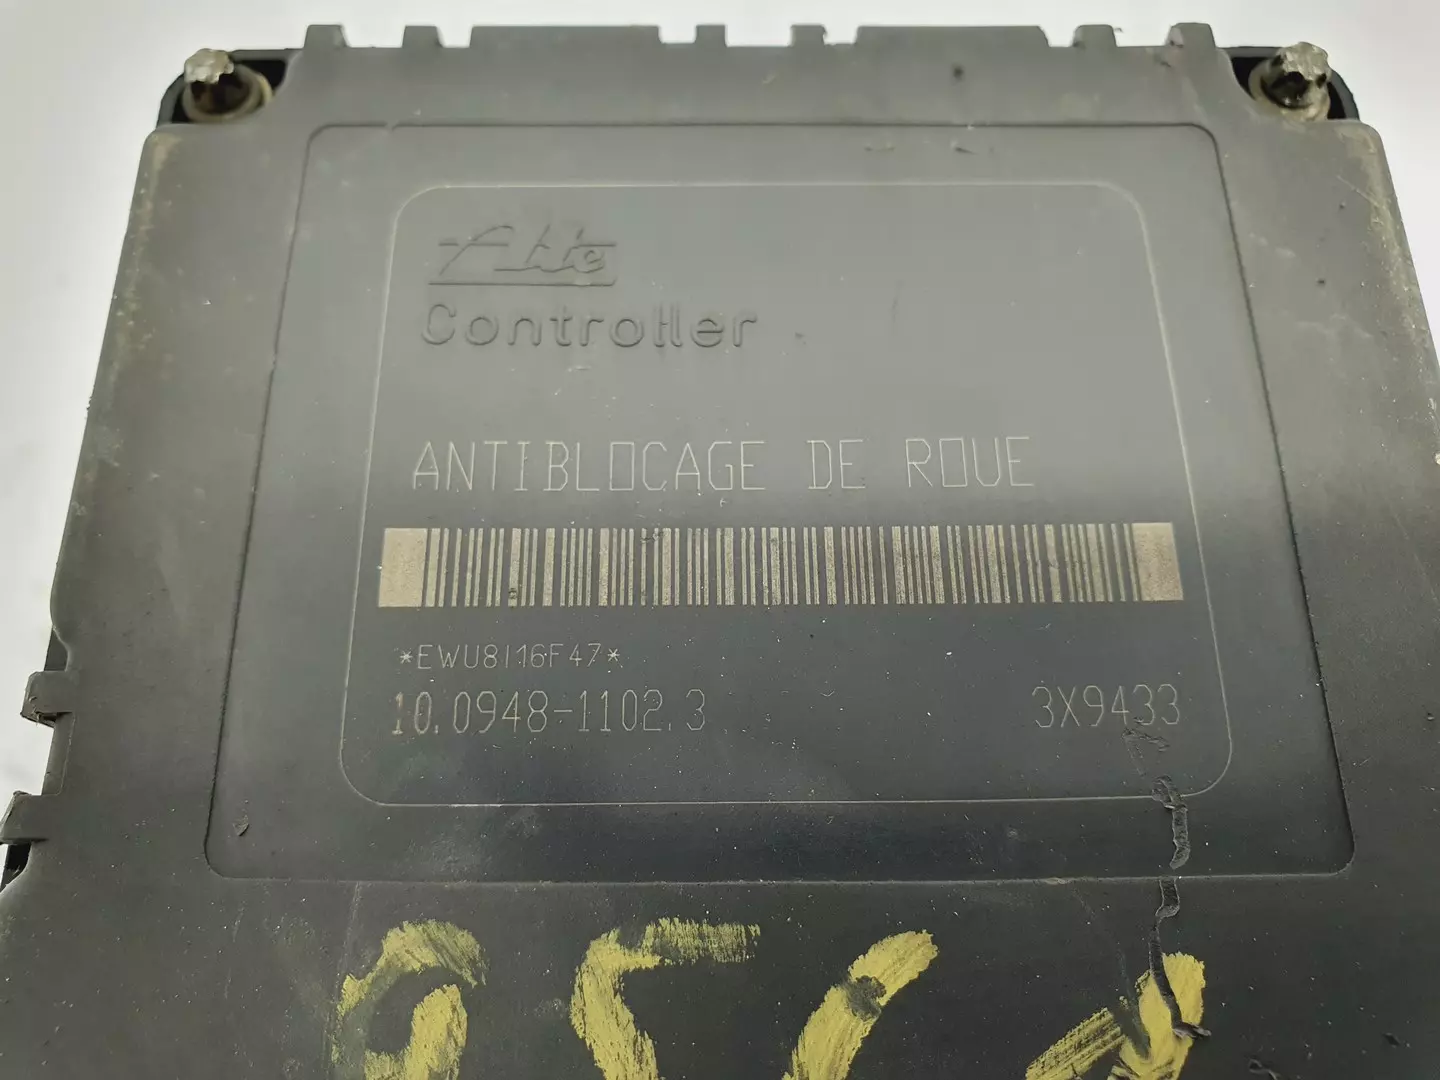 Ate
Controller
ANTIBLOCAGE DE ROUE
*EWU8I16F47*
10.0948-1102.3 3X9433